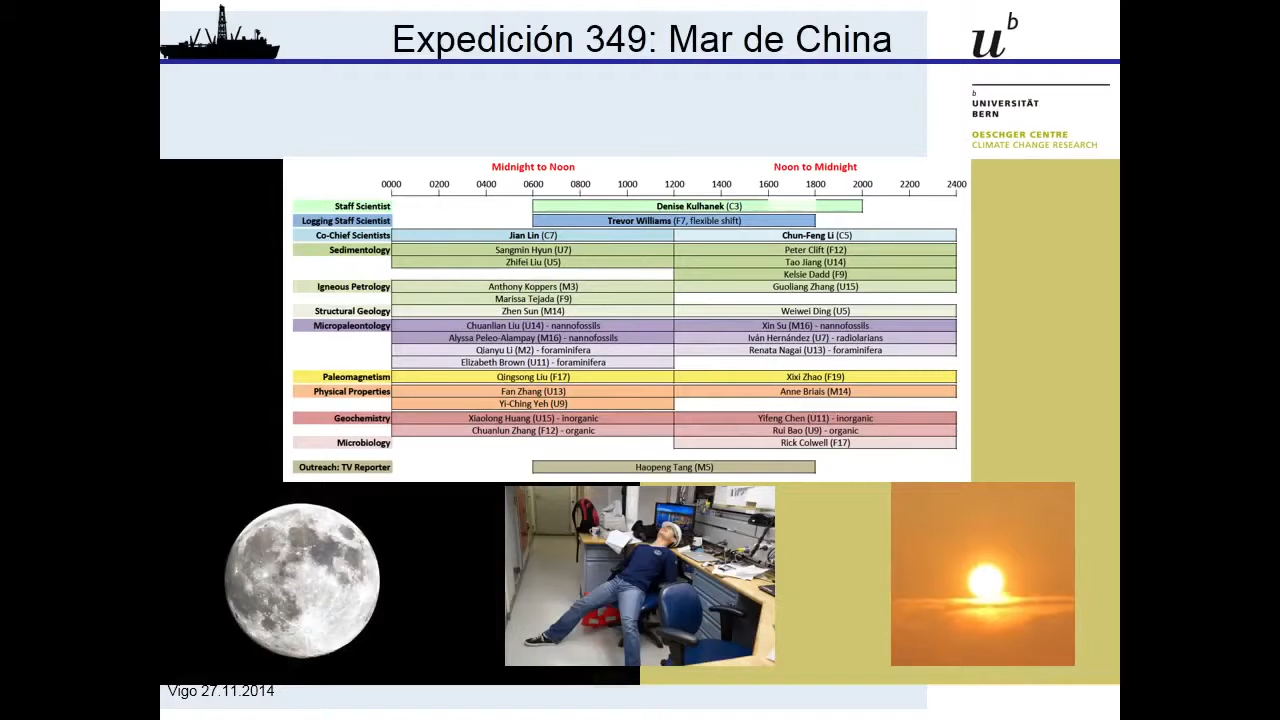 Expedición 349: Mar de China
u b
b
UNIVERSITÄT
BERN
OESCHGER CENTRE
CLIMATE CHANGE RESEARCH
Midnight to Noon Noon to Midnight
0000 0200 0400 0600 0800 1000 1200 1400 1600 1800 2000 2200 2400
Staff Scientist Denise Kulhanek (C3)
Logging Staff Scientist Trevor Williams (F7, flexible shift)
Co-Chief Scientists Jian Lin (C7) Chun-Feng Li (C5)
Sedimentology Sangmin Hyun (U7) Peter Clift (F12)
Zhifei Liu (U5) Tao Jiang (U14)
Kelsie Dadd (F9)
Igneous Petrology Anthony Koppers (M3) Guoliang Zhang (U15)
Marissa Tejada (F9)
Structural Geology Zhen Sun (M14) Weiwei Ding (U5)
Micropaleontology Chuanlian Liu (U14) - nannofossils Xin Su (M16) - nannofossils
Alyssa Peleo-Alampay (M16) - nannofossils Iván Hernández (U7) - radiolarians
Qianyu Li (M2) - foraminifera Renata Nagai (U13) - foraminifera
Elizabeth Brown (U11) - foraminifera
Paleomagnetism Qingsong Liu (F17) Xixi Zhao (F19)
Physical Properties Fan Zhang (U13) Anne Briais (M14)
Yi-Ching Yeh (U9)
Geochemistry Xiaolong Huang (U15) - inorganic Yifeng Chen (U11) - inorganic
Chuanlun Zhang (F12) - organic Rui Bao (U9) - organic
Microbiology Rick Colwell (F17)
Outreach: TV Reporter Haopeng Tang (M5)
Vigo 27.11.2014